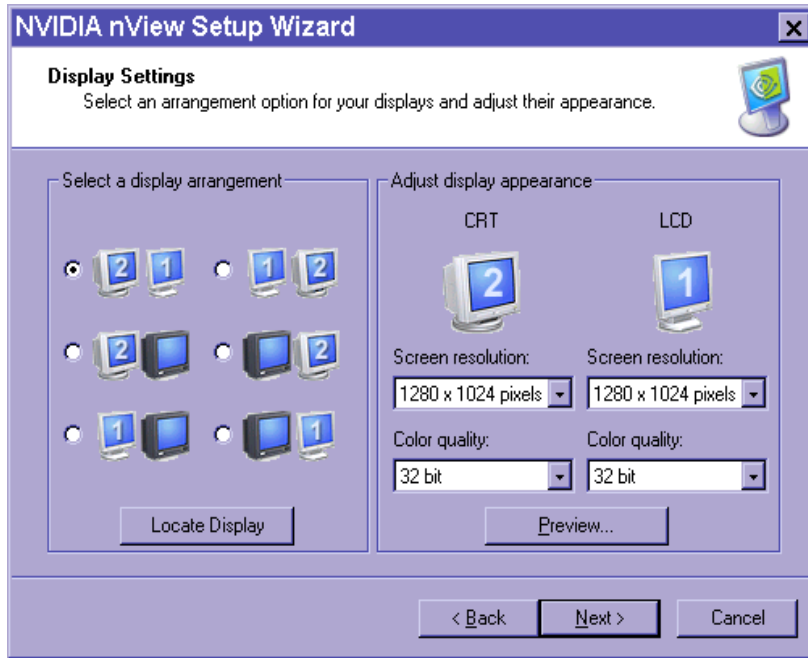 NVIDIA nView Setup Wizard
Display Settings
Select an arrangement option for your displays and adjust their appearance.
Select a display arrangement
2 1 1 2
2 2
1 1
Locate Display
Adjust display appearance
CRT LCD
2 1
Screen resolution: Screen resolution:
1280 x 1024 pixels 1280 x 1024 pixels
Color quality: Color quality:
32 bit 32 bit
Preview...
< Back Next > Cancel